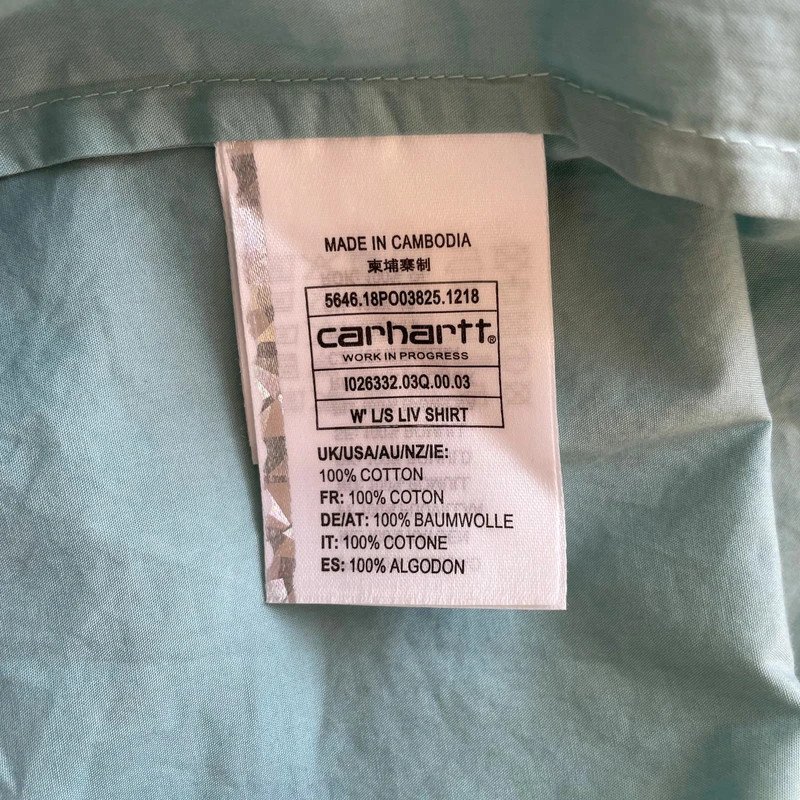 MADE IN CAMBODIA
柬埔寨制
5646.18PO03825.1218
carhartt®
WORK IN PROGRESS
I026332.03Q.00.03
W' L/S LIV SHIRT
UK/USA/AU/NZ/IE:
100% COTTON
FR: 100% COTON
DE/AT: 100% BAUMWOLLE
IT: 100% COTONE
ES: 100% ALGODON